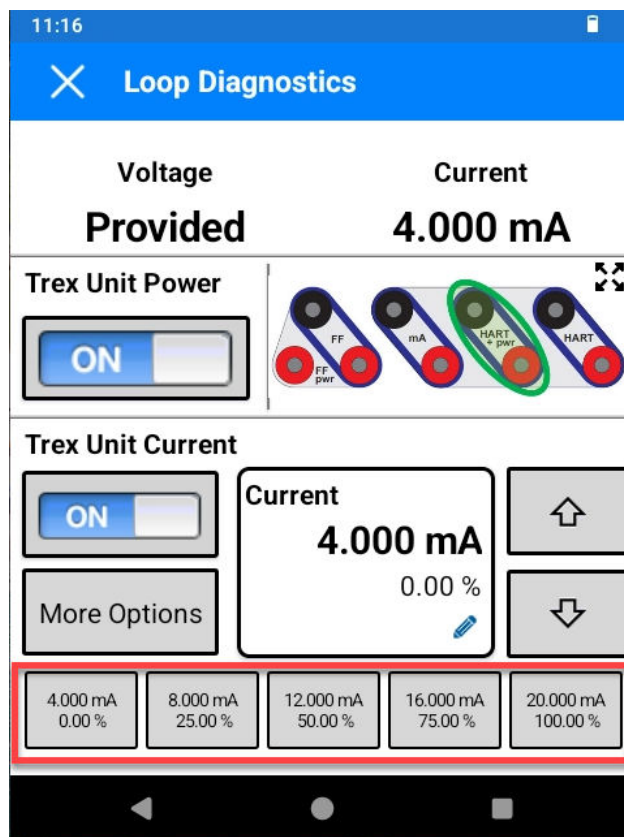 11:16
Loop Diagnostics
Voltage
Current
Provided
4.000 mA
Trex Unit Power
ON
FF
FF
pwr
mA
HART
+ pwr
HART
Trex Unit Current
ON
Current
4.000 mA
0.00 %
More Options
4.000 mA
0.00 %
8.000 mA
25.00 %
12.000 mA
50.00 %
16.000 mA
75.00 %
20.000 mA
100.00 %